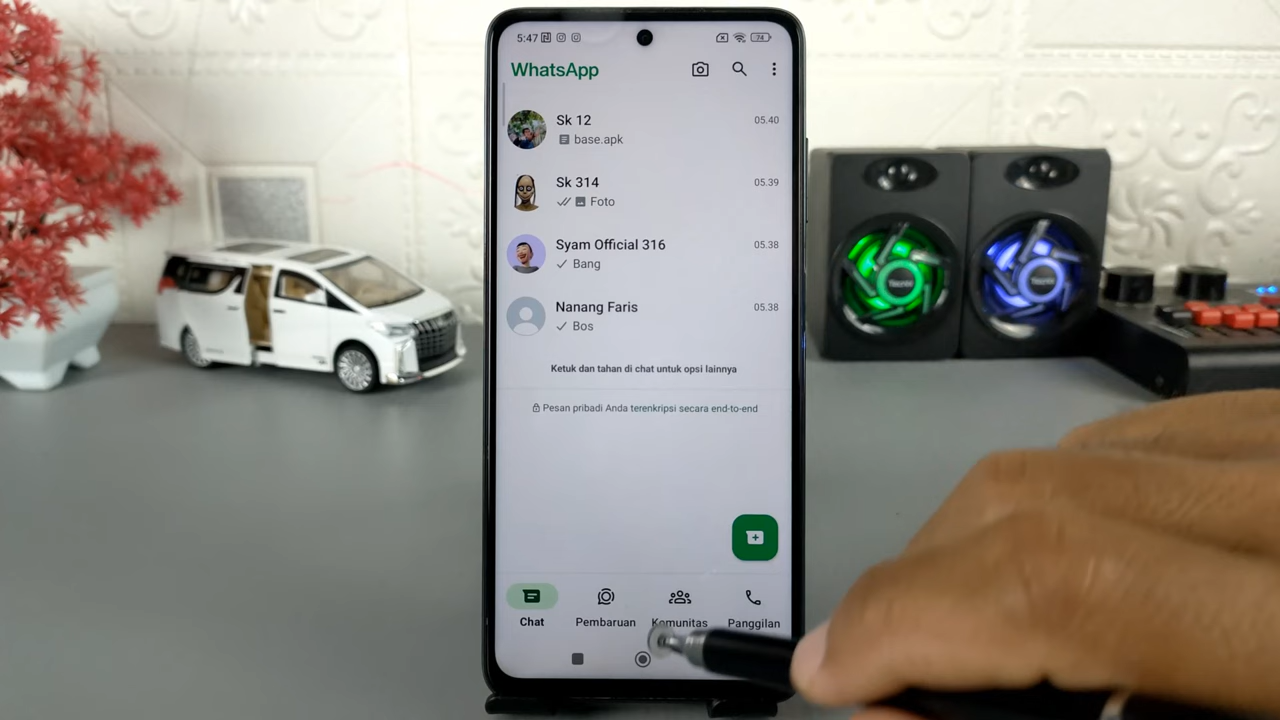 5:47
74
WhatsApp
Sk 12
05.40
base.apk
Sk 314
05.39
Foto
Syam Official 316
05.38
Bang
Nanang Faris
05.38
Bos
Ketuk dan tahan di chat untuk opsi lainnya
Pesan pribadi Anda terenkripsi secara end-to-end
Chat
Pembaruan
Komunitas
Panggilan